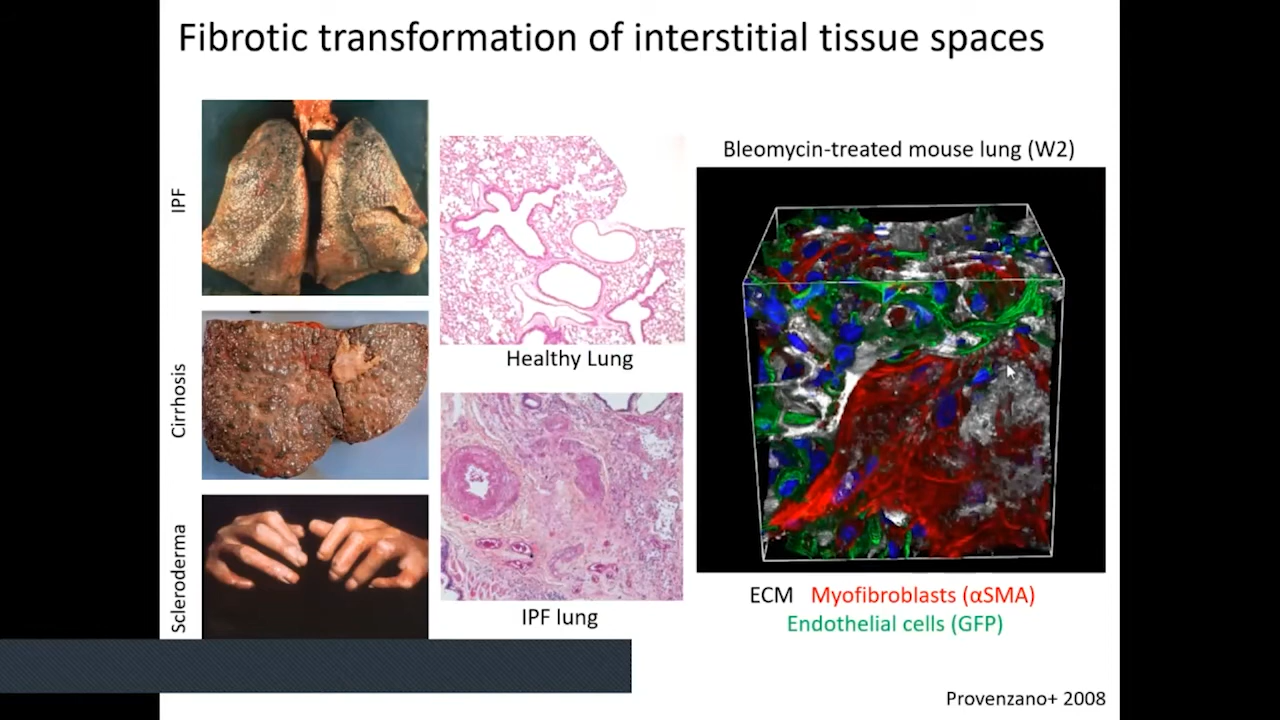 Fibrotic transformation of interstitial tissue spaces
IPF
Cirrhosis
Scleroderma
Healthy Lung
IPF lung
Bleomycin-treated mouse lung (W2)
ECM Myofibroblasts (αSMA)
Endothelial cells (GFP)
Provenzano+ 2008